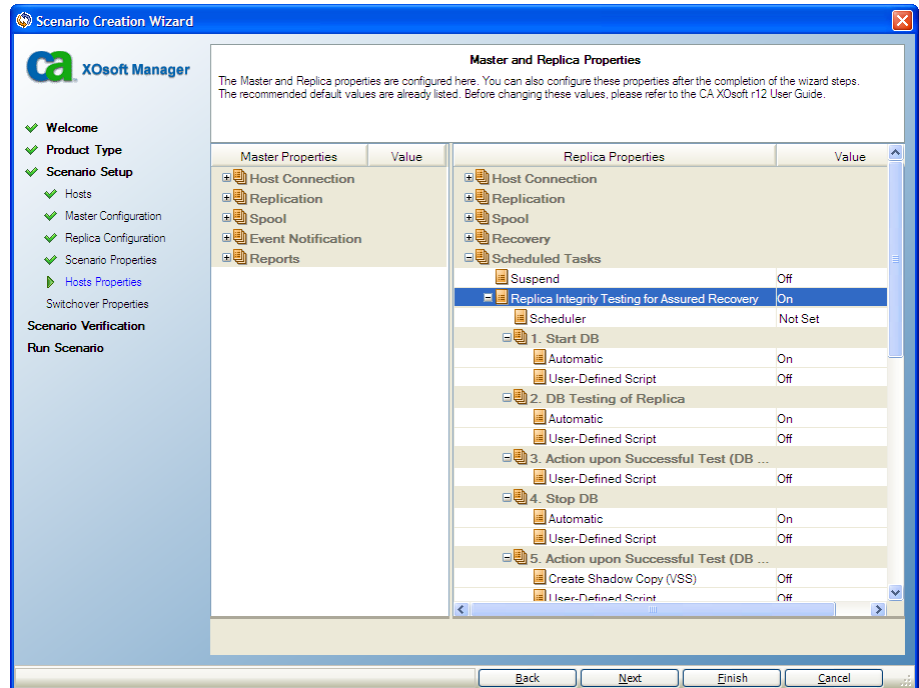 Scenario Creation Wizard
ca XOsoft Manager
Welcome
Product Type
Scenario Setup
Hosts
Master Configuration
Replica Configuration
Scenario Properties
Hosts Properties
Switchover Properties
Scenario Verification
Run Scenario
Master and Replica Properties
The Master and Replica properties are configured here. You can also configure these properties after the completion of the wizard steps.
The recommended default values are already listed. Before changing these values, please refer to the CA XOsoft r12 User Guide.
Master Properties Value
Host Connection
Replication
Spool
Event Notification
Reports
Replica Properties Value
Host Connection
Replication
Spool
Recovery
Scheduled Tasks
Suspend Off
Replica Integrity Testing for Assured Recovery On
Scheduler Not Set
1. Start DB
Automatic On
User-Defined Script Off
2. DB Testing of Replica
Automatic On
User-Defined Script Off
3. Action upon Successful Test (DB ...
User-Defined Script Off
4. Stop DB
Automatic On
User-Defined Script Off
5. Action upon Successful Test (DB ...
Create Shadow Copy (VSS) Off
User-Defined Script Off
Back Next Finish Cancel